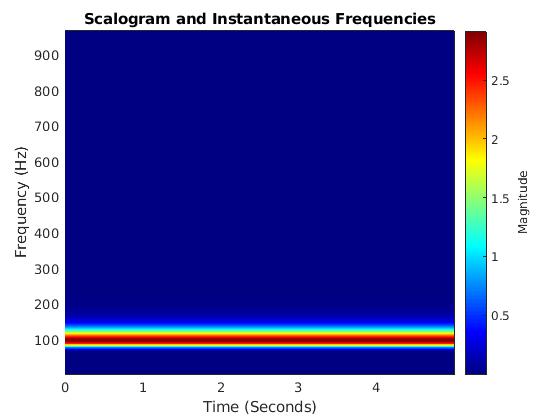 Scalogram and Instantaneous Frequencies
900
800
700
600
500
400
300
200
100
Frequency (Hz)
0 1 2 3 4
Time (Seconds)
2.5
2
1.5
1
0.5
Magnitude